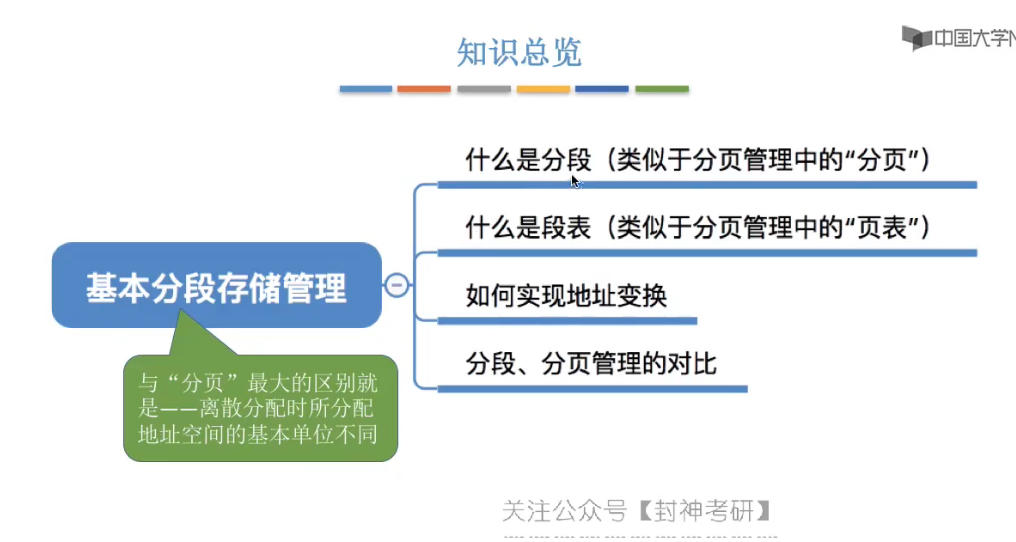 知识总览
中国大学M
什么是分段（类似于分页管理中的“分页”）
什么是段表（类似于分页管理中的“页表”）
基本分段存储管理
如何实现地址变换
分段、分页管理的对比
与“分页”最大的区别就
是——离散分配时所分配
地址空间的基本单位不同
关注公众号【封神考研】